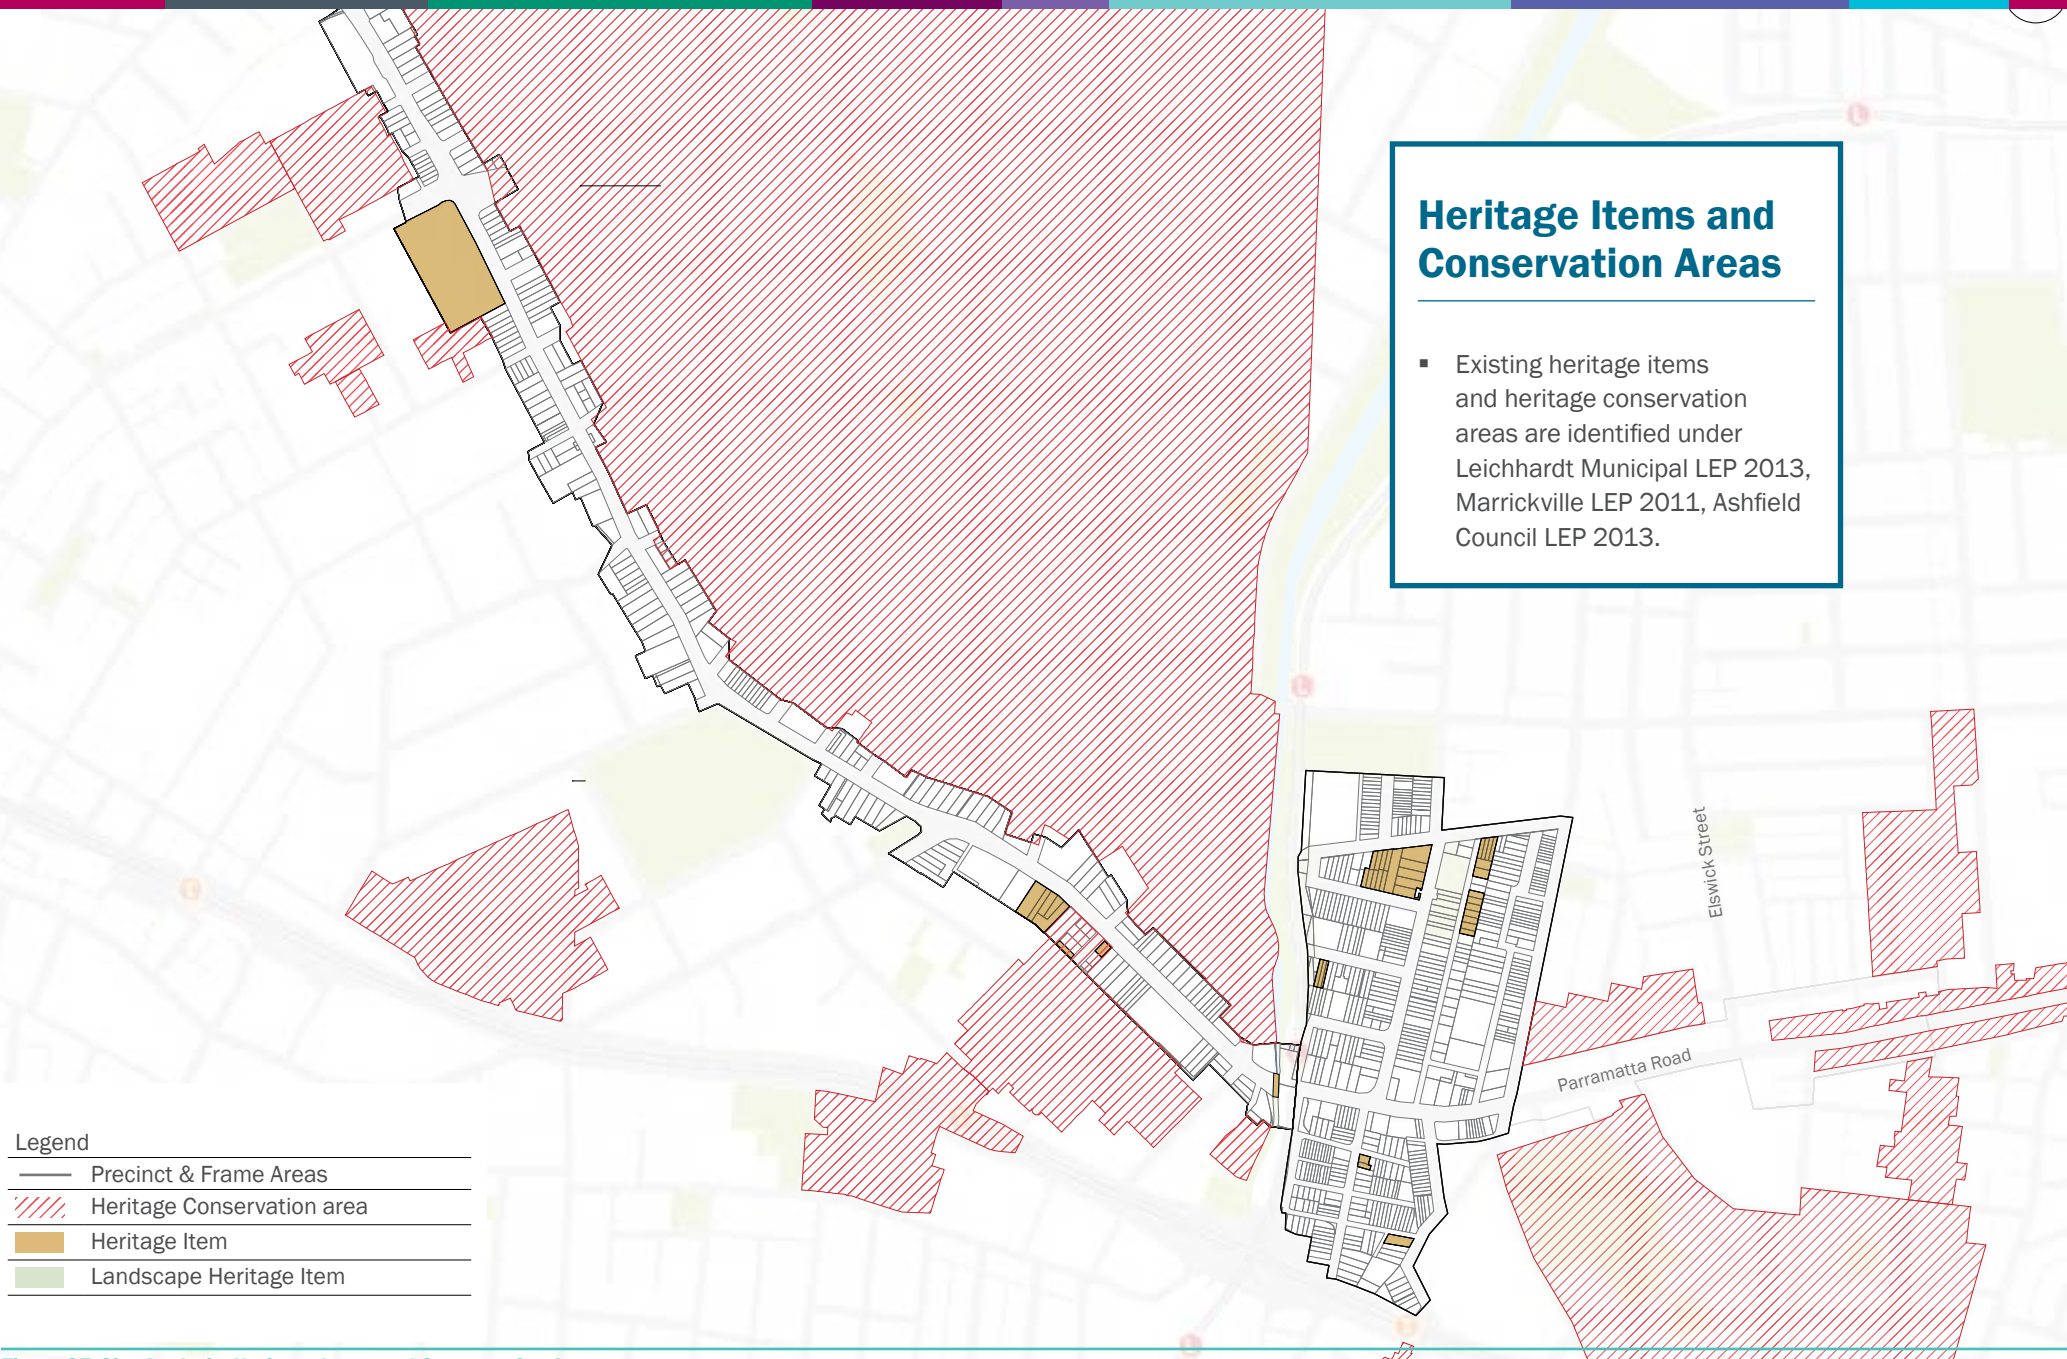 Heritage Items and
Conservation Areas
▪ Existing heritage items
and heritage conservation
areas are identified under
Leichhardt Municipal LEP 2013,
Marrickville LEP 2011, Ashfield
Council LEP 2013.
Elswick Street
Parramatta Road
Legend
Precinct & Frame Areas
Heritage Conservation area
Heritage Item
Landscape Heritage Item